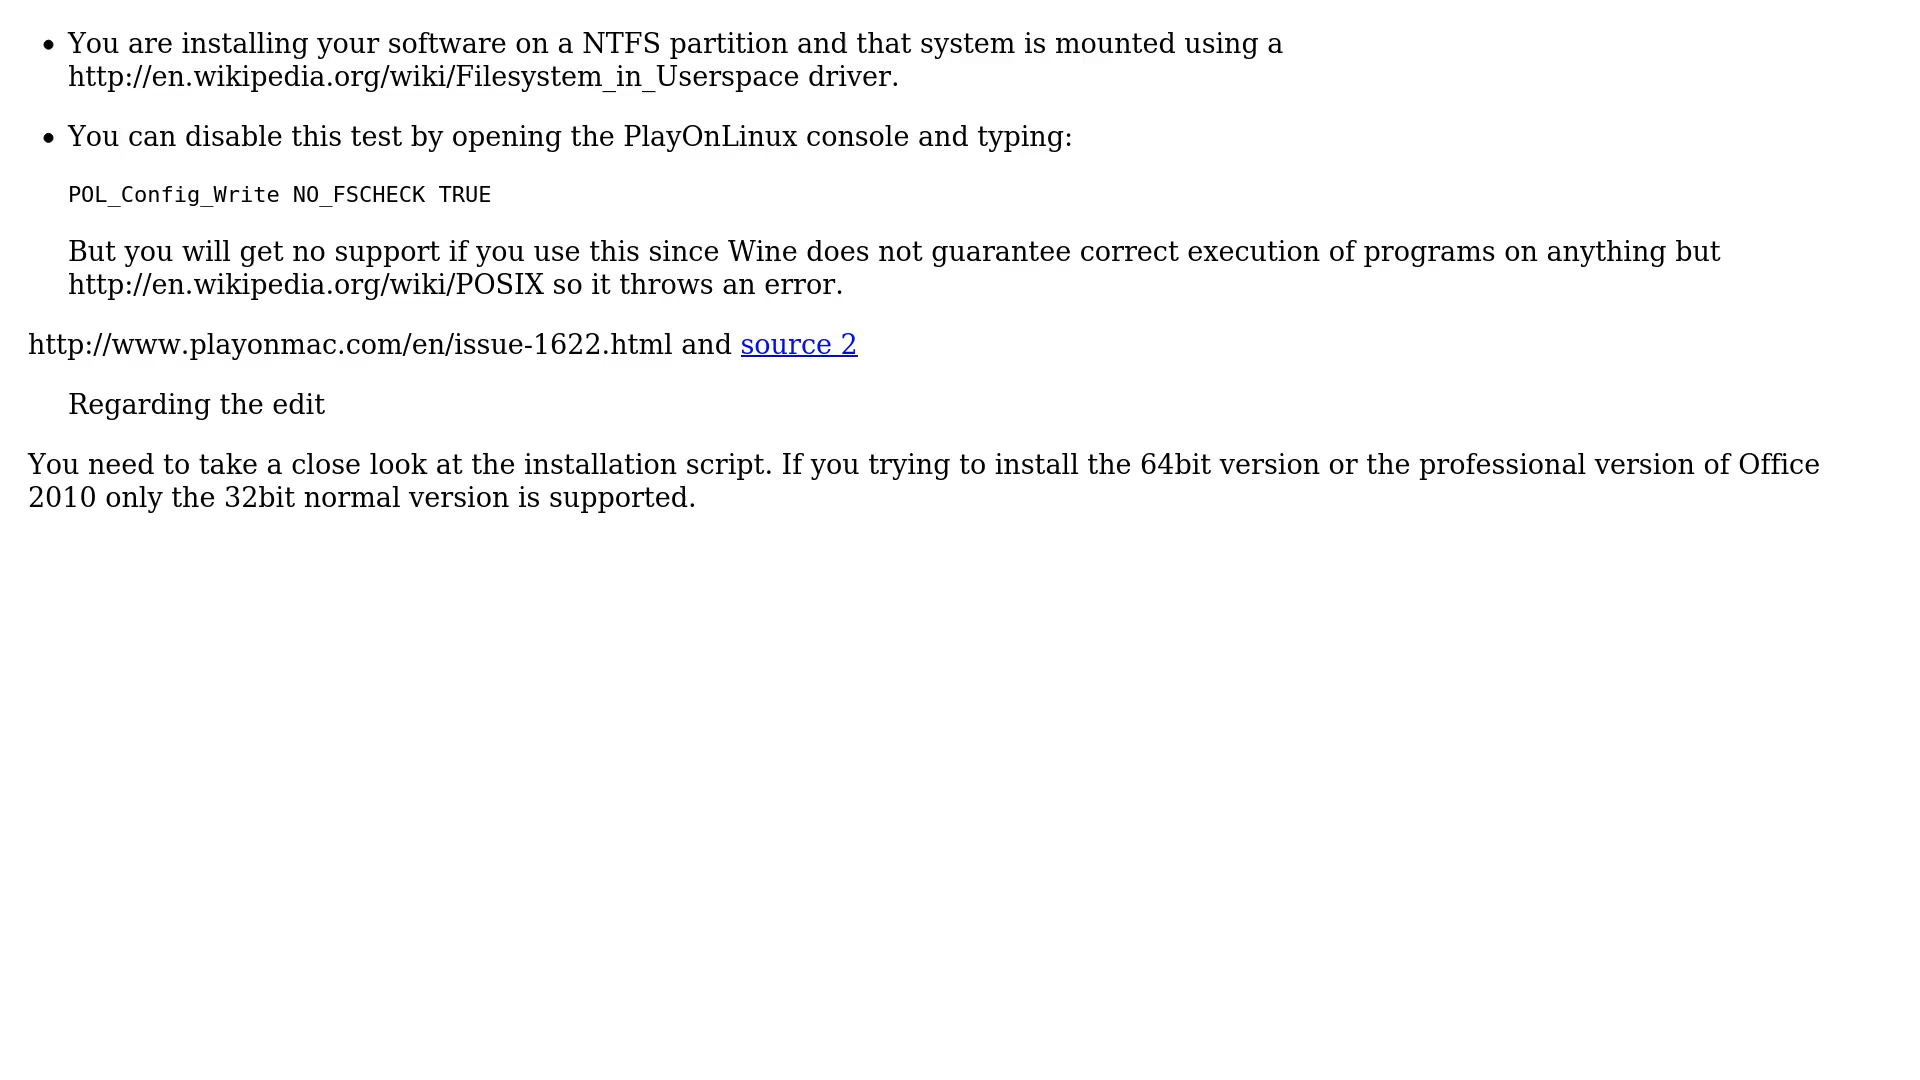 • You are installing your software on a NTFS partition and that system is mounted using a
http://en.wikipedia.org/wiki/Filesystem_in_Userspace driver.
• You can disable this test by opening the PlayOnLinux console and typing:
POL_Config_Write NO_FSCHECK TRUE
But you will get no support if you use this since Wine does not guarantee correct execution of programs on anything but
http://en.wikipedia.org/wiki/POSIX so it throws an error.
http://www.playonmac.com/en/issue-1622.html and source 2
Regarding the edit
You need to take a close look at the installation script. If you trying to install the 64bit version or the professional version of Office
2010 only the 32bit normal version is supported.